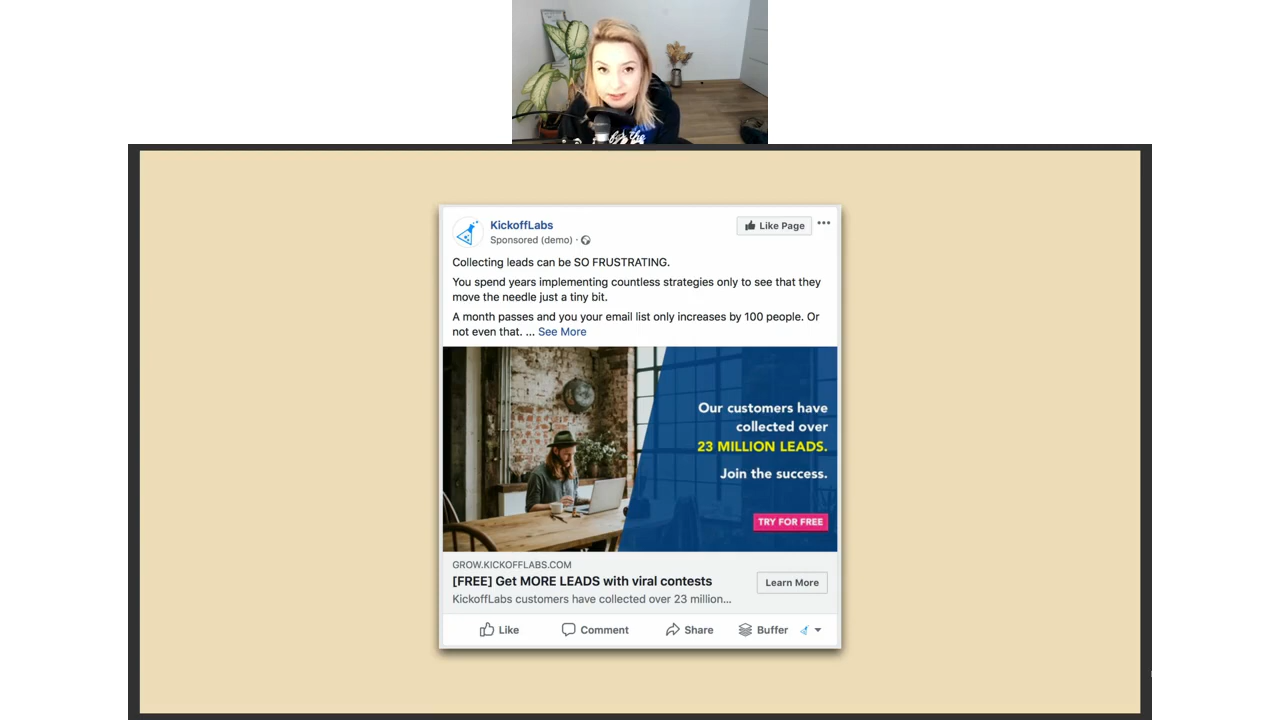 for the
KickoffLabs
Like Page
Sponsored (demo) ·
Collecting leads can be SO FRUSTRATING.
You spend years implementing countless strategies only to see that they
move the needle just a tiny bit.
A month passes and you your email list only increases by 100 people. Or
not even that. ... See More
Our customers have
collected over
23 MILLION LEADS.
Join the success.
TRY FOR FREE
GROW.KICKOFFLABS.COM
[FREE] Get MORE LEADS with viral contests
Learn More
KickoffLabs customers have collected over 23 million...
Like
Comment
Share
Buffer